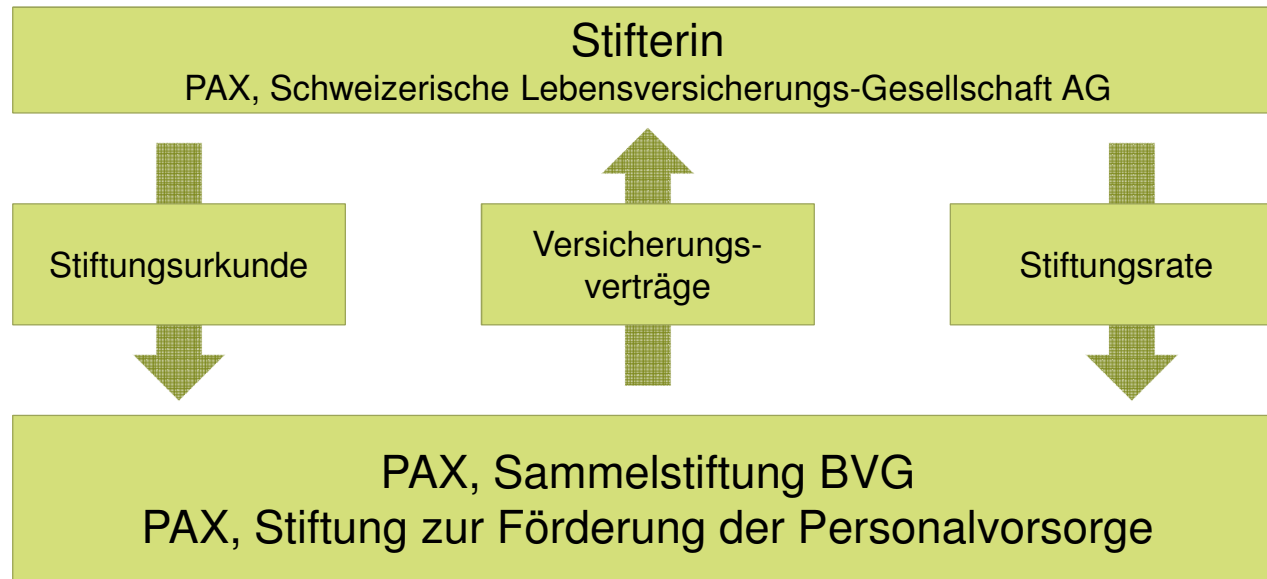 Stifterin
PAX, Schweizerische Lebensversicherungs-Gesellschaft AG
Stiftungsurkunde
Versicherungs-
verträge
Stiftungsrate
PAX, Sammelstiftung BVG
PAX, Stiftung zur Förderung der Personalvorsorge